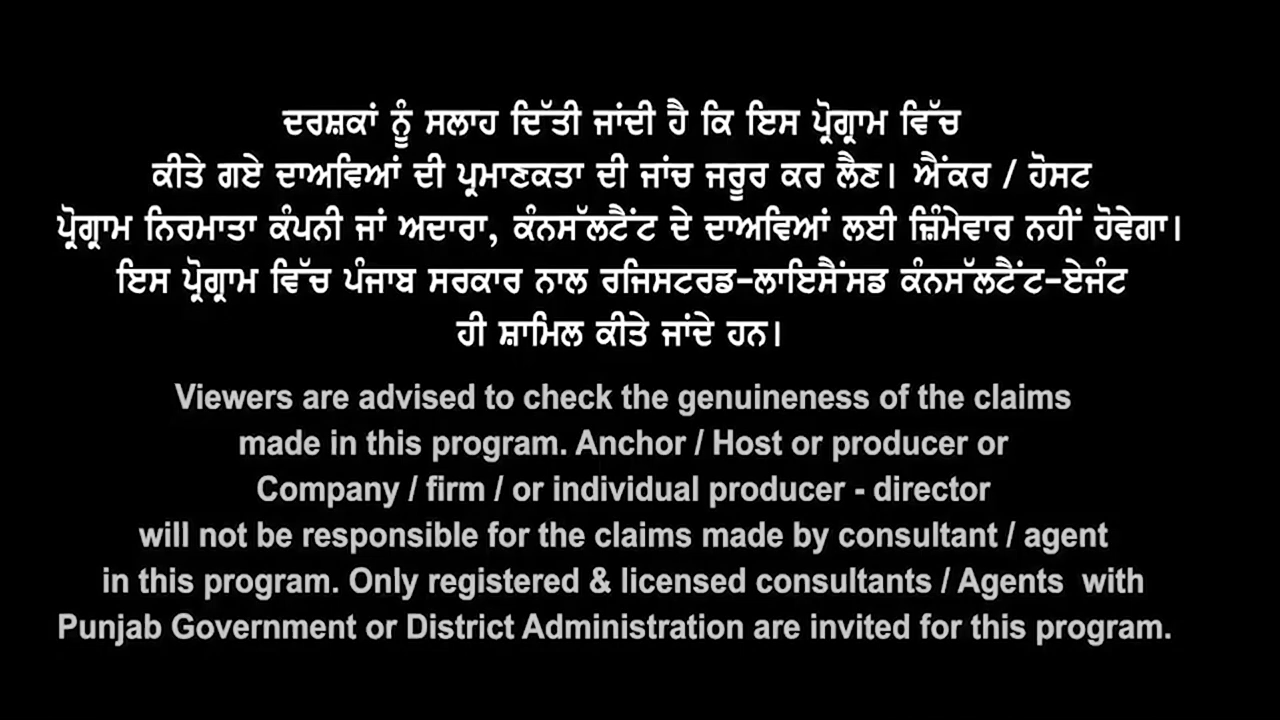 ਦਰਸ਼ਕਾਂ ਨੂੰ ਸਲਾਹ ਦਿੱਤੀ ਜਾਂਦੀ ਹੈ ਕਿ ਇਸ ਪ੍ਰੋਗ੍ਰਾਮ ਵਿੱਚ
ਕੀਤੇ ਗਏ ਦਾਅਵਿਆਂ ਦੀ ਪ੍ਰਮਾਣਕਤਾ ਦੀ ਜਾਂਚ ਜਰੂਰ ਕਰ ਲੈਣ। ਐਂਕਰ / ਹੋਸਟ
ਪ੍ਰੋਗ੍ਰਾਮ ਨਿਰਮਾਤਾ ਕੰਪਨੀ ਜਾਂ ਅਦਾਰਾ, ਕੰਨਸੱਲਟੈਂਟ ਦੇ ਦਾਅਵਿਆਂ ਲਈ ਜ਼ਿੰਮੇਵਾਰ ਨਹੀਂ ਹੋਵੇਗਾ।
ਇਸ ਪ੍ਰੋਗ੍ਰਾਮ ਵਿੱਚ ਪੰਜਾਬ ਸਰਕਾਰ ਨਾਲ ਰਜਿਸਟਰਡ-ਲਾਇਸੈਂਸਡ ਕੰਨਸੱਲਟੈਂਟ-ਏਜੰਟ
ਹੀ ਸ਼ਾਮਿਲ ਕੀਤੇ ਜਾਂਦੇ ਹਨ।
Viewers are advised to check the genuineness of the claims
made in this program. Anchor / Host or producer or
Company / firm / or individual producer - director
will not be responsible for the claims made by consultant / agent
in this program. Only registered & licensed consultants / Agents with
Punjab Government or District Administration are invited for this program.